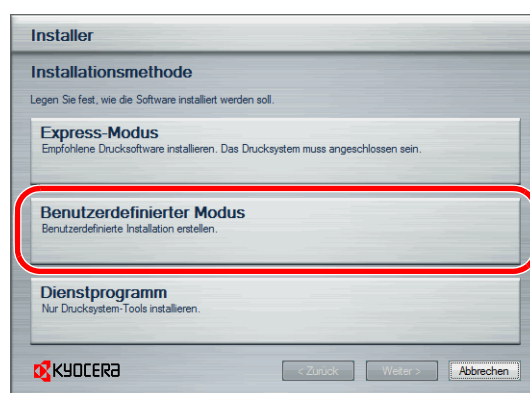 Installer
Installationsmethode
Legen Sie fest, wie die Software installiert werden soll.
Express-Modus
Empfohlene Drucksoftware installieren. Das Drucksystem muss angeschlossen sein.
Benutzerdefinierter Modus
Benutzerdefinierte Installation erstellen.
Dienstprogramm
Nur Drucksystem-Tools installieren.
KYOCERA
< Zurück Weiter > Abbrechen